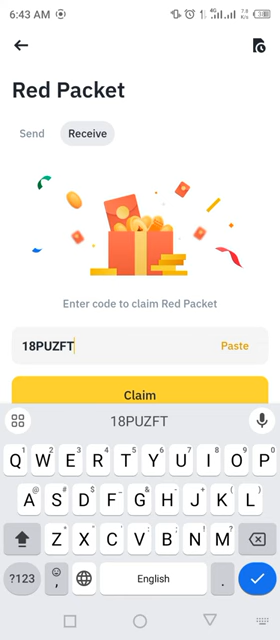 6:43 AM
Red Packet
Send Receive
Enter code to claim Red Packet
18PUZFT Paste
Claim
18PUZFT
Q W E R T Y U I O P
A S D F G H J K L
Z X C V B N M
?123 , English .